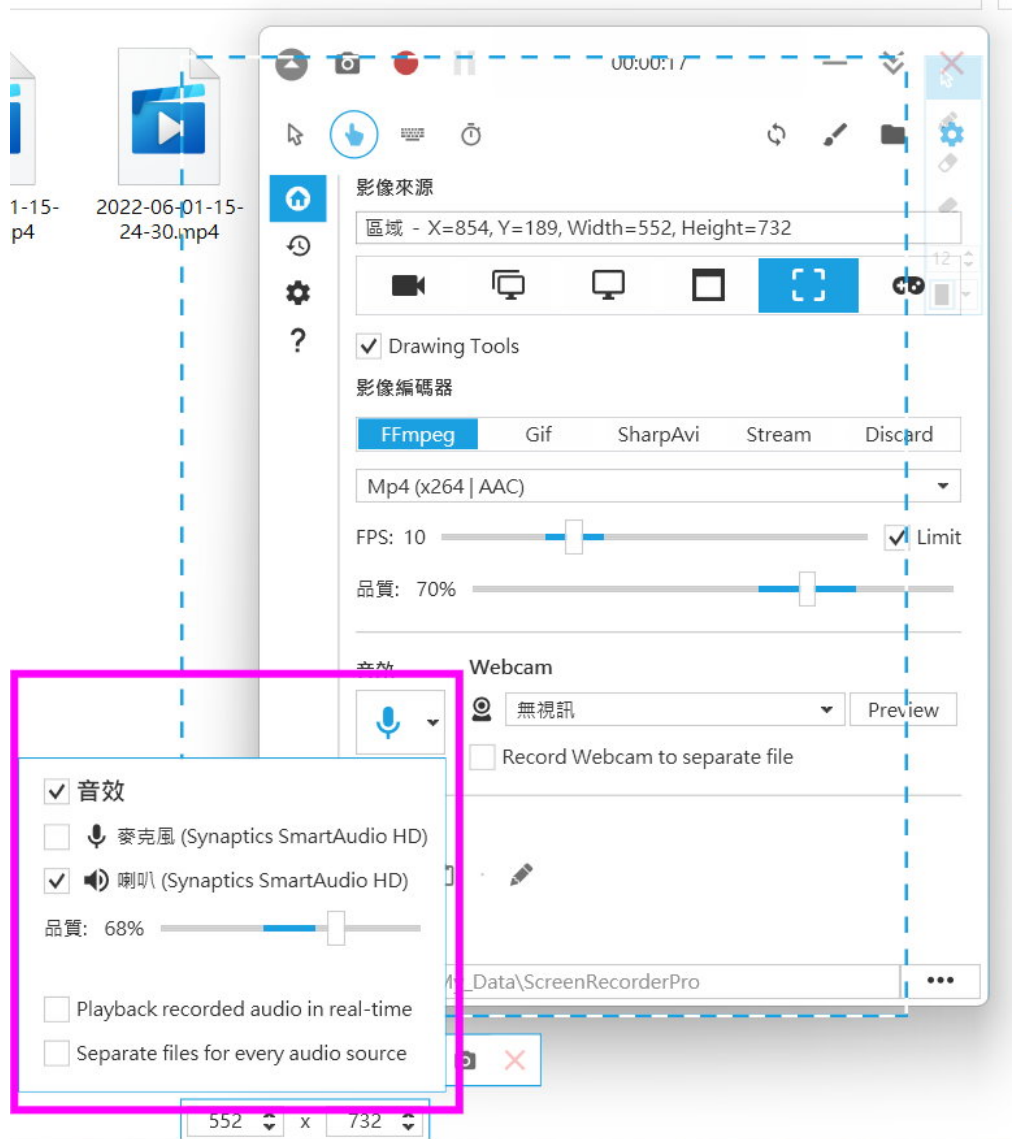 00:00:17
1-15-
p4
2022-06-01-15-
24-30.mp4
影像來源
區域 - X=854, Y=189, Width=552, Height=732
12
?
Drawing Tools
影像編碼器
FFmpeg Gif SharpAvi Stream Discard
Mp4 (x264 | AAC)
FPS: 10
Limit
品質: 70%
音效
Webcam
無視訊
Preview
Record Webcam to separate file
音效
麥克風 (Synaptics SmartAudio HD)
喇叭 (Synaptics SmartAudio HD)
品質: 68%
Playback recorded audio in real-time
Separate files for every audio source
_Data\ScreenRecorderPro
•••
552 x 732